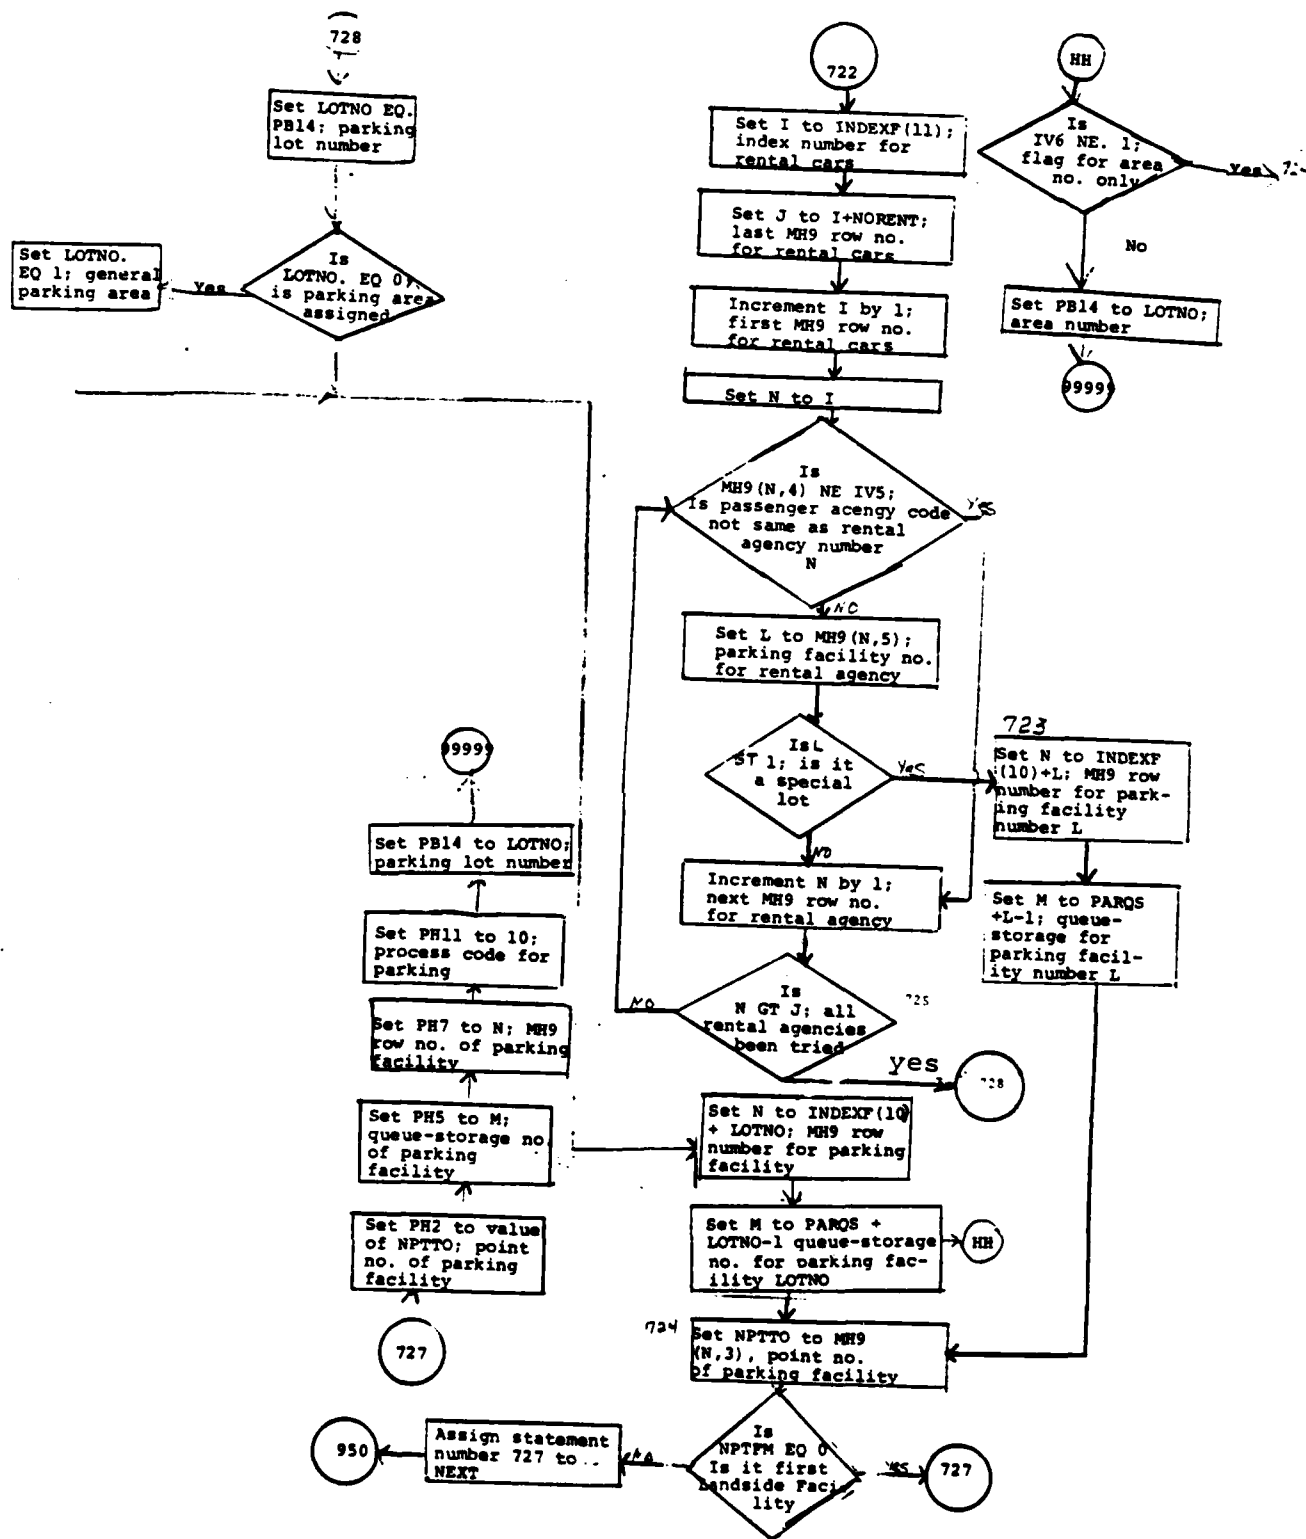 728
Set LOTNO EQ.
PB14; parking
lot number
Is
LOTNO. EQ 0;
is parking area
assigned
Yes
Set LOTNO.
EQ 1; general
parking area
722
Set I to INDEXF(11);
index number for
rental cars
Set J to I+NORENT;
last MH9 row no.
for rental cars
Increment I by 1;
first MH9 row no.
for rental cars
Set N to I
Is
MH9(N,4) NE IV5;
Is passenger acengy code
not same as rental
agency number
N
Yes
NO
Set L to MH9(N,5);
parking facility no.
for rental agency
Is L
ST 1; is it
a special
lot
Yes
NO
Increment N by 1;
next MH9 row no.
for rental agency
Is
N GT J; all
rental agencies
been tried
725
NO
yes
728
HH
Is
IV6 NE. 1;
flag for area
no. only
Yes
No
Set PB14 to LOTNO;
area number
99999
723
Set N to INDEXF
(10)+L; MH9 row
number for park-
ing facility
number L
Set M to PARQS
+L-1; queue-
storage for
parking facil-
ity number L
99999
Set PB14 to LOTNO;
parking lot number
Set PH11 to 10;
process code for
parking
Set PH7 to N; MH9
row no. of parking
facility
Set PH5 to M;
queue-storage no
of parking
facility
Set PH2 to value
of NPTTO; point
no. of parking
facility
727
Set N to INDEXF(10)
+ LOTNO; MH9 row
number for parking
facility
Set M to PARQS +
LOTNO-1 queue-storage
no. for parking fac-
ility LOTNO
HH
724
Set NPTTO to MH9
(N,3), point no.
of parking facility
Is
NPTFM EQ 0
Is it first
Landside Faci
lity
YES
727
NO
Assign statement
number 727 to ..
NEXT
950